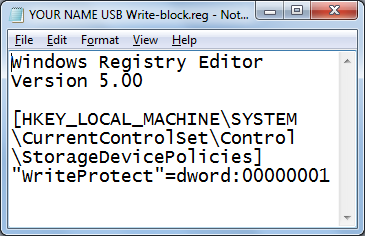 YOUR NAME USB Write-block.reg - Not...
File Edit Format View Help
Windows Registry Editor
Version 5.00
[HKEY_LOCAL_MACHINE\SYSTEM
\CurrentControlSet\Control
\StorageDevicePolicies]
"WriteProtect"=dword:00000001